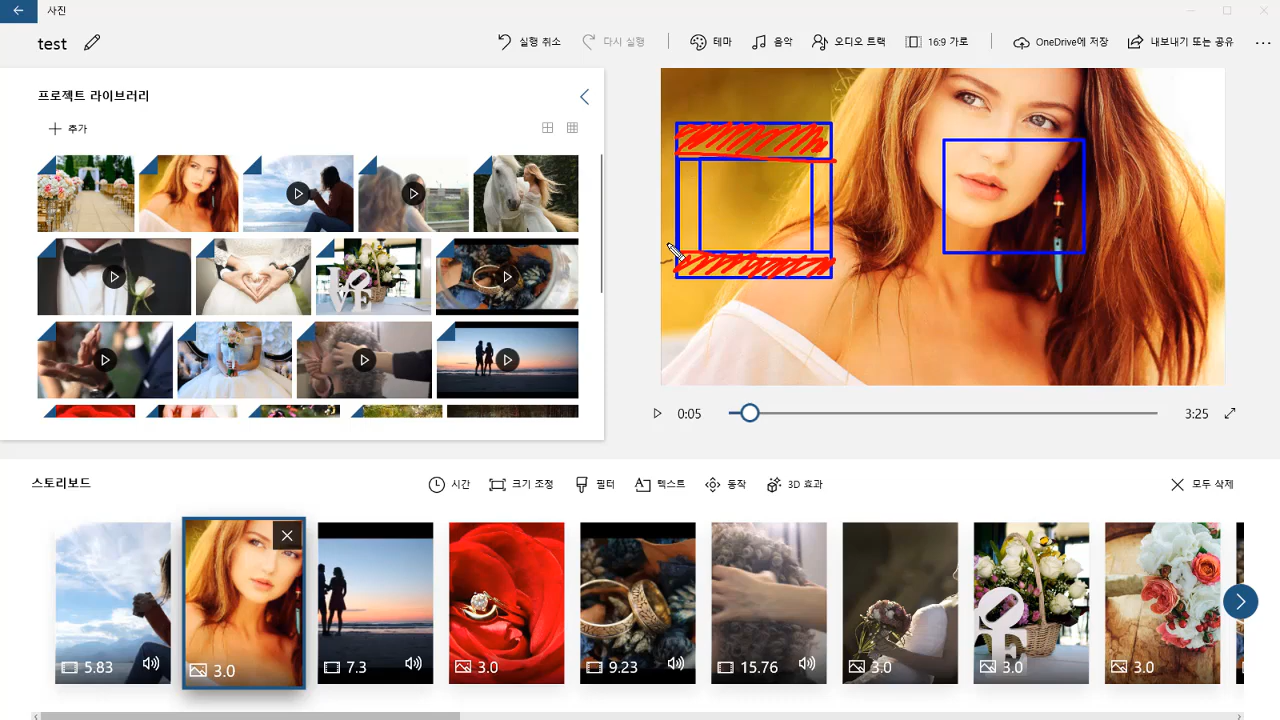 사진
test
실행 취소
다시 실행
테마
음악
오디오 트랙
16:9 가로
OneDrive에 저장
내보내기 또는 공유
프로젝트 라이브러리
추가
0:05
3:25
스토리보드
시간
크기 조정
필터
텍스트
동작
3D 효과
모두 삭제
5.83
3.0
7.3
3.0
9.23
15.76
3.0
3.0
3.0